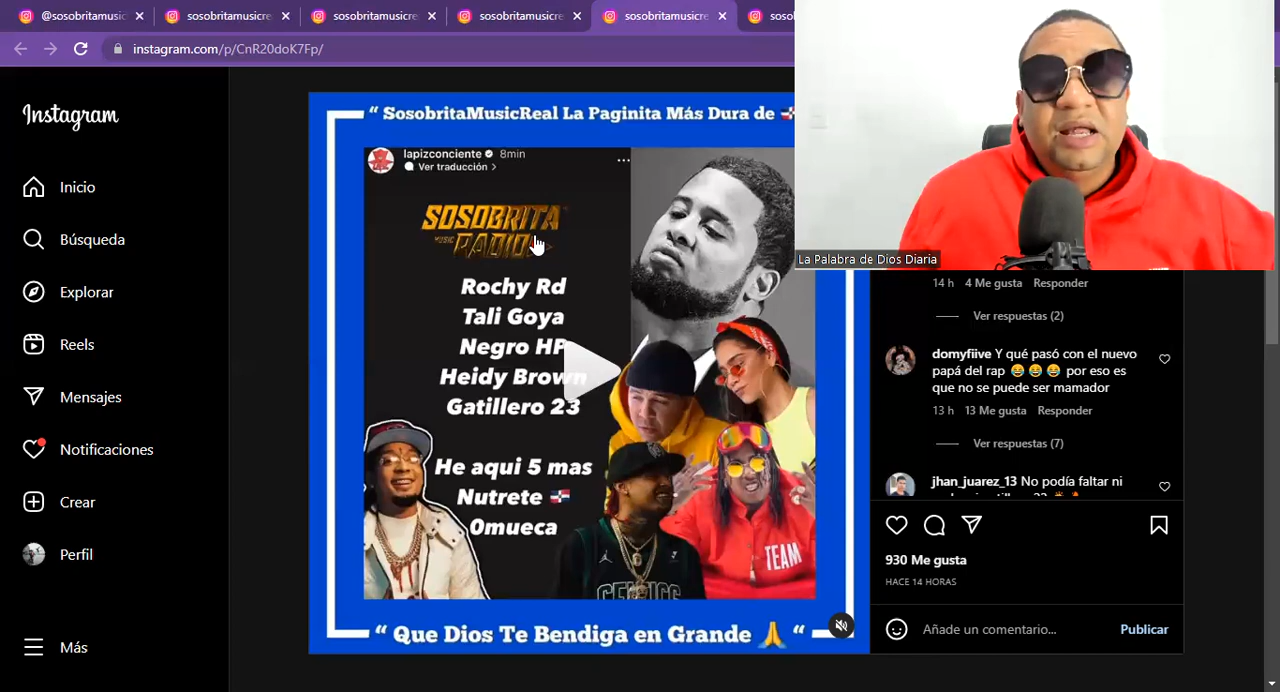 @sososbritamusic
sosobritamusicre
sosobritamusicre
sosobritamusicre
sosobritamusicre
sosob
instagram.com/p/CnR20doK7Fp/
Instagram
Inicio
Búsqueda
Explorar
Reels
Mensajes
Notificaciones
Crear
Perfil
Más
“ SosobritaMusicReal La Paginita Más Dura de
lapizconciente 8min
Ver traducción >
SOSOBRITA
MUSIC RADIO
Rochy Rd
Tali Goya
Negro HP
Heidy Brown
Gatillero 23
He aqui 5 mas
Nutrete
0mueca
TEAM
“ Que Dios Te Bendiga en Grande “
La Palabra de Dios Diaria
14 h 4 Me gusta Responder
Ver respuestas (2)
domyfiive Y qué pasó con el nuevo
papá del rap 😂 😂 😂 por eso es
que no se puede ser mamador
13 h 13 Me gusta Responder
Ver respuestas (7)
jhan_juarez_13 No podía faltar ni
930 Me gusta
HACE 14 HORAS
Añade un comentario...
Publicar